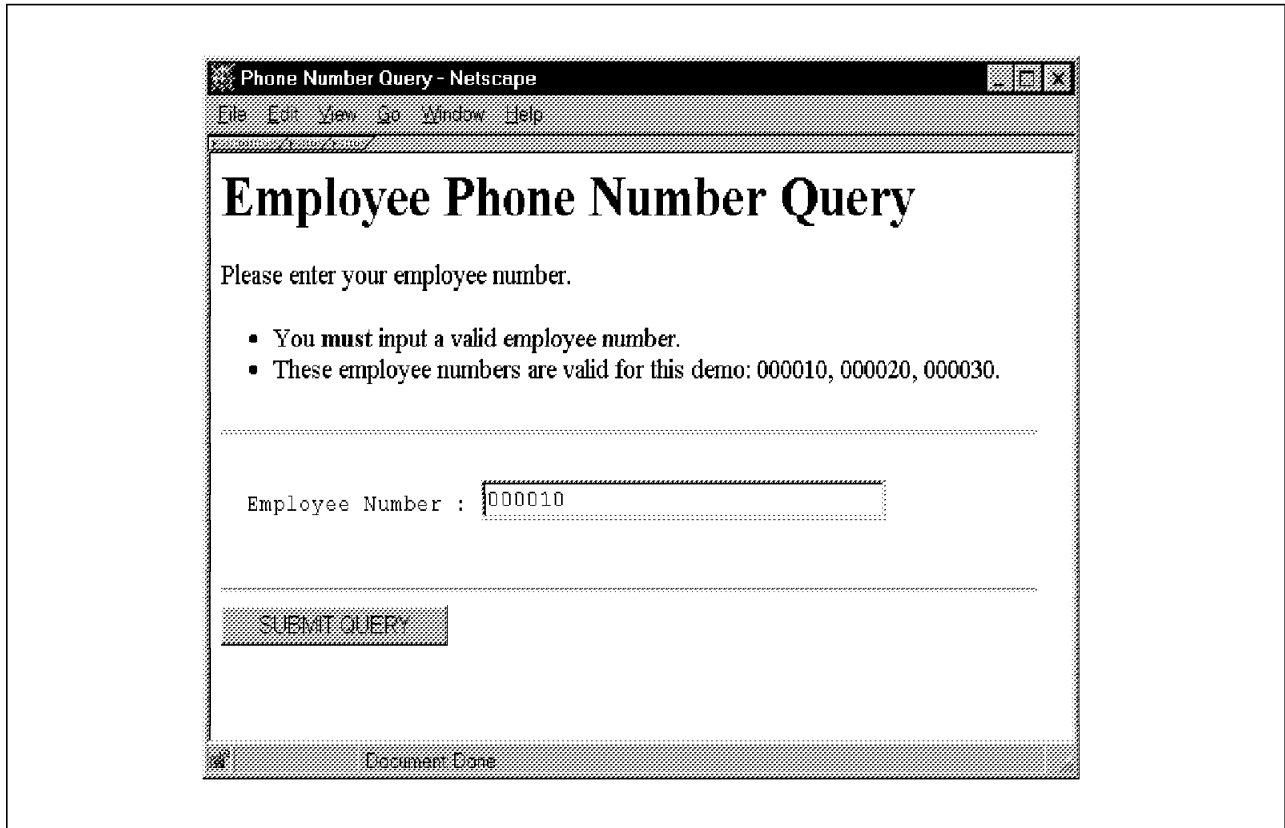 Phone Number Query - Netscape
File Edit View Go Window Help
Employee Phone Number Query
Please enter your employee number.
• You must input a valid employee number.
• These employee numbers are valid for this demo: 000010, 000020, 000030.
Employee Number : 000010
SUBMIT QUERY
Document Done